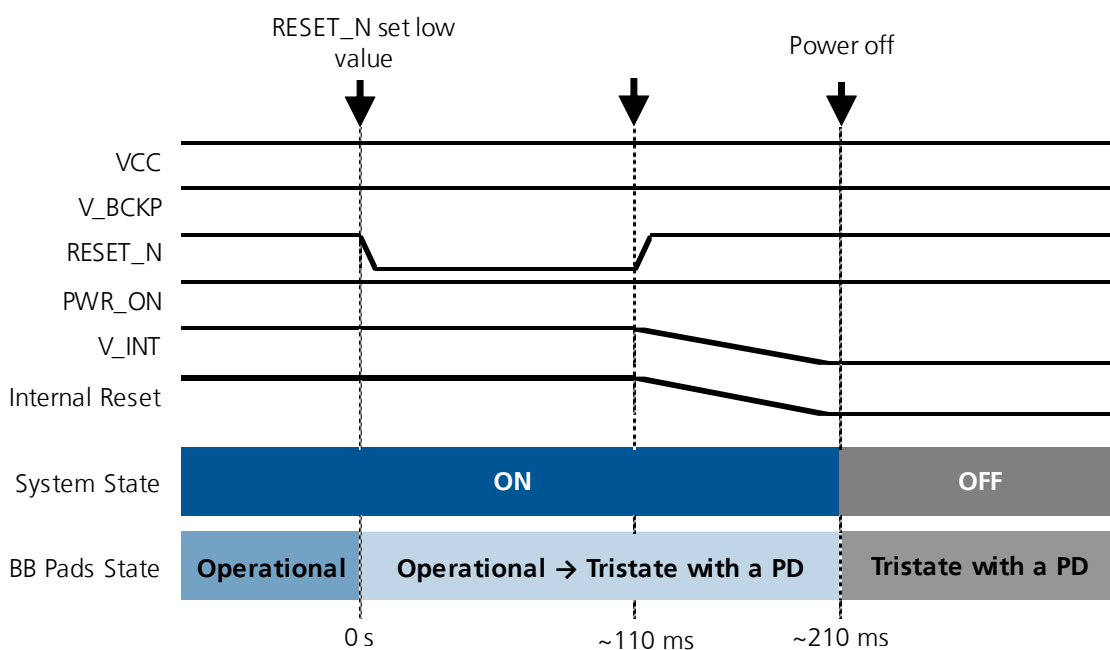 RESET_N set low
value
Power off
VCC
V_BCKP
RESET_N
PWR_ON
V_INT
Internal Reset
System State
ON
OFF
BB Pads State
Operational
Operational → Tristate with a PD
Tristate with a PD
0 s
~110 ms
~210 ms